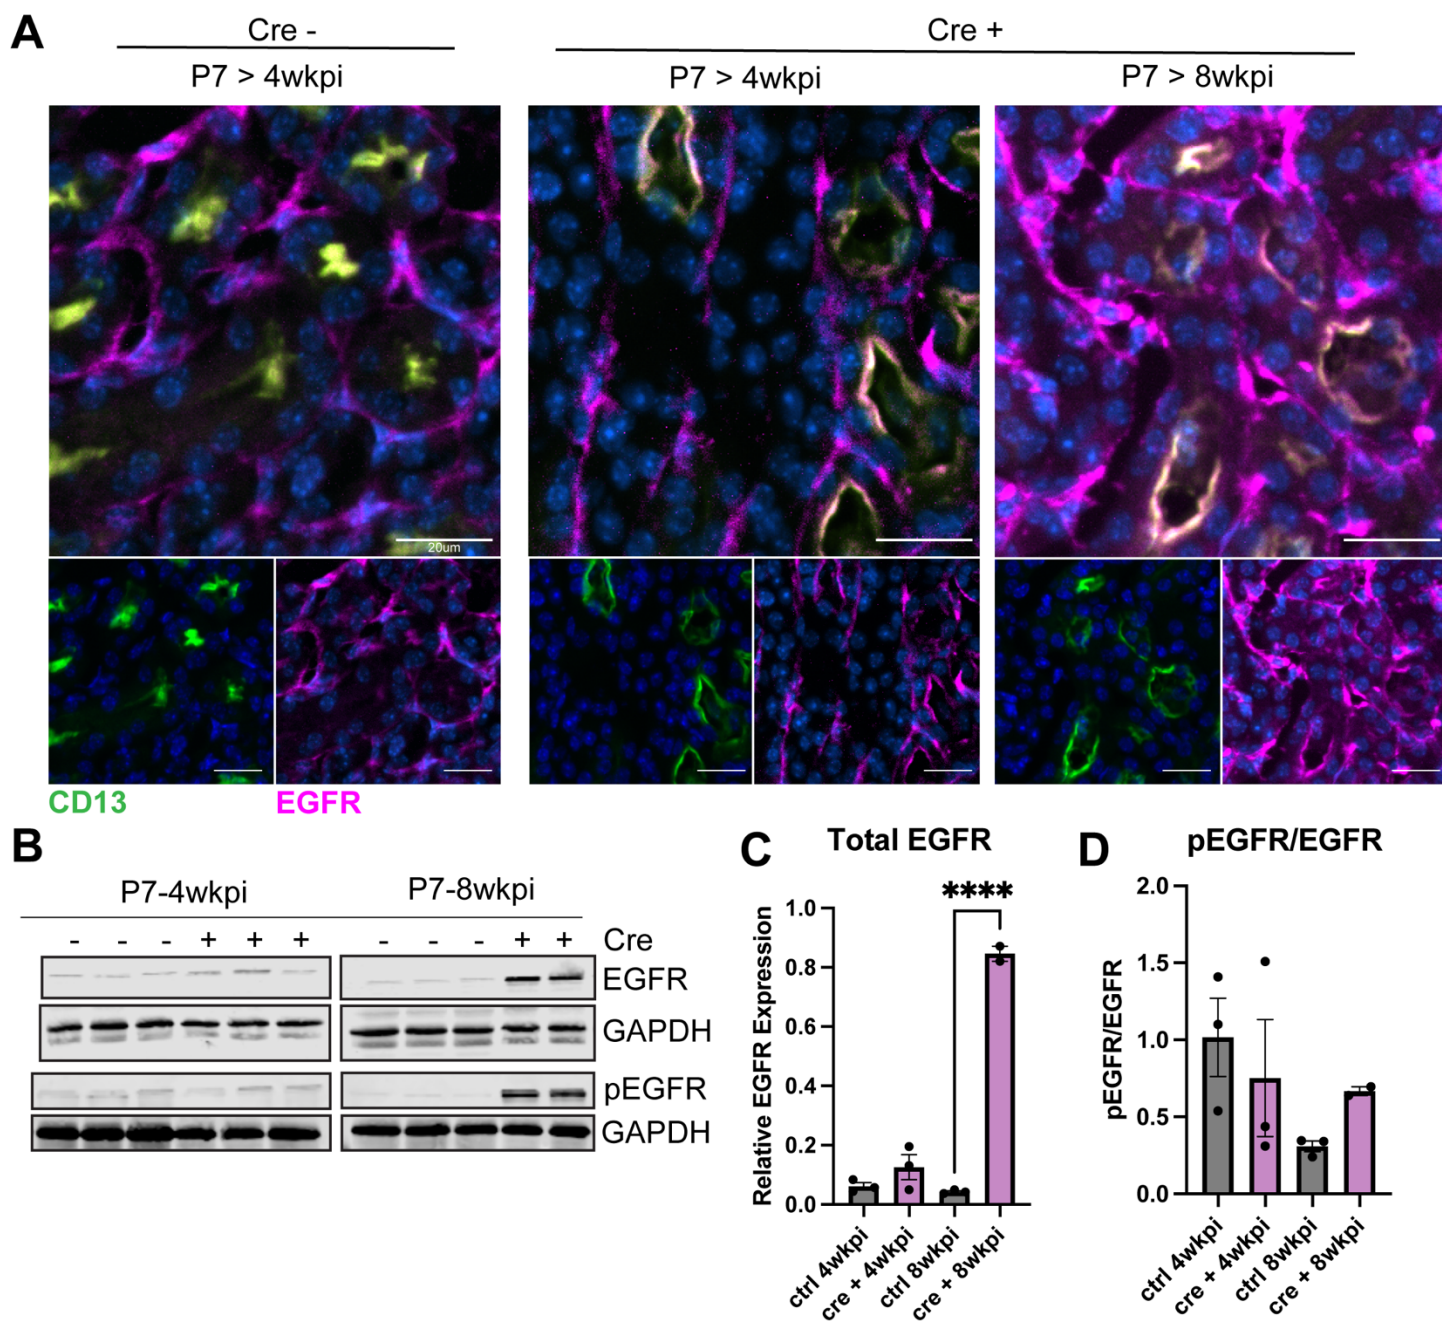 A
Cre -
Cre +
P7 > 4wkpi
P7 > 4wkpi
P7 > 8wkpi
20um
CD13
EGFR
B
P7-4wkpi
P7-8wkpi
- - - + + +
- - - + +
Cre
EGFR
GAPDH
pEGFR
GAPDH
C
Total EGFR
****
Relative EGFR Expression
1.0
0.8
0.6
0.4
0.2
0.0
ctrl 4wkpi
cre + 4wkpi
ctrl 8wkpi
cre + 8wkpi
D
pEGFR/EGFR
pEGFR/EGFR
2.0
1.5
1.0
0.5
0.0
ctrl 4wkpi
cre + 4wkpi
ctrl 8wkpi
cre + 8wkpi